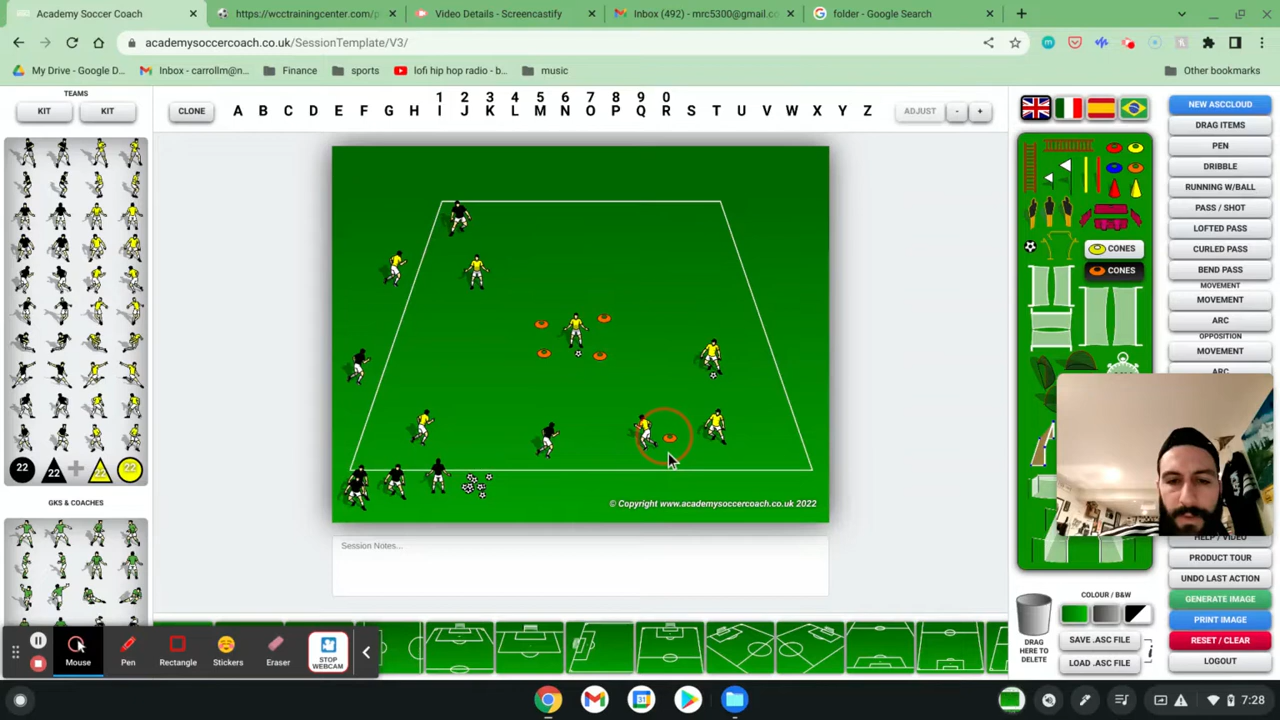 Academy Soccer Coach
https://wcctrainingcenter.com/p
Video Details - Screencastify
Inbox (492) - mrc5300@gmail.co
folder - Google Search
academysoccercoach.co.uk/SessionTemplate/V3/
My Drive - Google D...
Inbox - carrollm@n...
Finance
sports
lofi hip hop radio - b...
music
Other bookmarks
TEAMS
KIT
KIT
CLONE
1 2 3 4 5 6 7 8 9 0
A B C D E F G H I J K L M N O P Q R S T U V W X Y Z
ADJUST
-
+
NEW ASCCLOUD
DRAG ITEMS
PEN
DRIBBLE
RUNNING W/BALL
PASS / SHOT
LOFTED PASS
CURLED PASS
BEND PASS
MOVEMENT
MOVEMENT
ARC
OPPOSITION
MOVEMENT
ARC
CONES
CONES
22 22 22 22
GKS & COACHES
© Copyright www.academysoccercoach.co.uk 2022
Session Notes...
HELP / VIDEO
PRODUCT TOUR
UNDO LAST ACTION
GENERATE IMAGE
PRINT IMAGE
RESET / CLEAR
LOGOUT
COLOUR / B&W
DRAG
HERE TO
DELETE
SAVE .ASC FILE
LOAD .ASC FILE
i
Mouse
Pen
Rectangle
Stickers
Eraser
STOP
WEBCAM
7:28